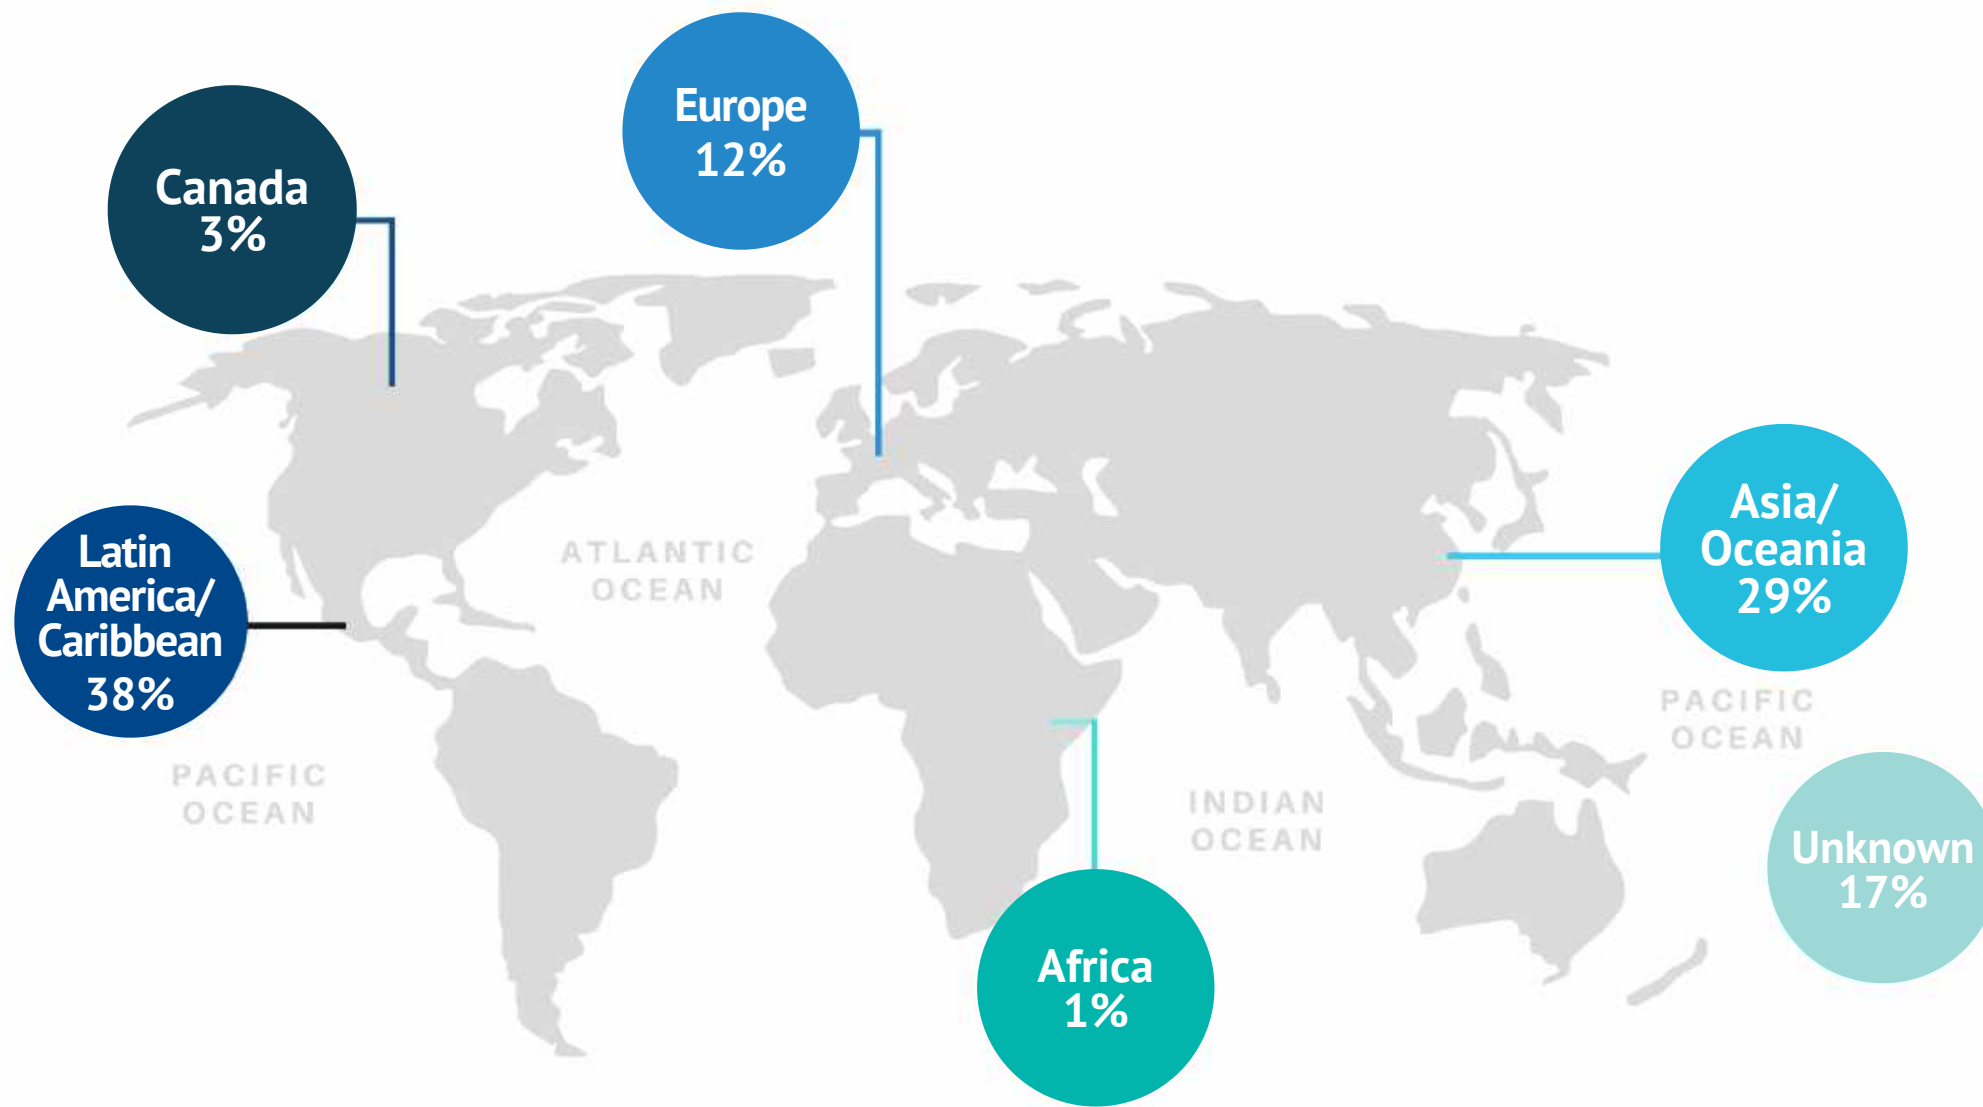 Canada
3%
Europe
12%
Latin
America/
Caribbean
38%
ATLANTIC
OCEAN
Asia/
Oceania
29%
PACIFIC
OCEAN
PACIFIC
OCEAN
INDIAN
OCEAN
Unknown
17%
Africa
1%